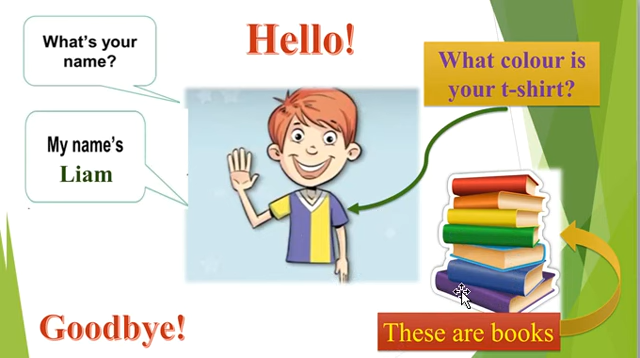 What's your
name?
Hello!
What colour is
your t-shirt?
My name's
Liam
Goodbye!
These are books